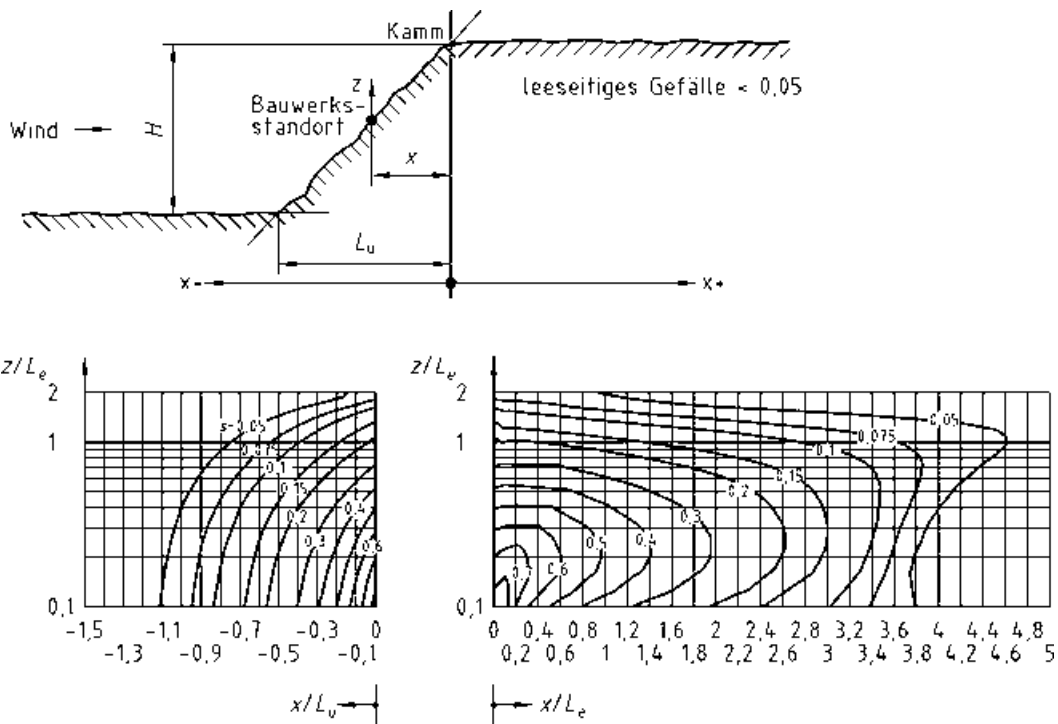 Kamm
leeseitiges Gefälle < 0,05
z
Bauwerks-
standort
Wind
H
x
Lu
x-
x+
z/Le
2
1
0,1
s=0,05
0,075
0,1
0,15
0,2
0,3
0,4
0,6
-1,5 -1,1 -0,7 -0,3 0
-1,3 -0,9 -0,5 -0,1
x/Lu
z/Le
2
1
0,1
0,05
0,075
0,1
0,15
0,2
0,3
0,4
0,5
0,6
0,7
0 0,4 0,8 1,2 1,6 2 2,4 2,8 3,2 3,6 4 4,4 4,8
0,2 0,6 1 1,4 1,8 2,2 2,6 3 3,4 3,8 4,2 4,6 5
x/Le